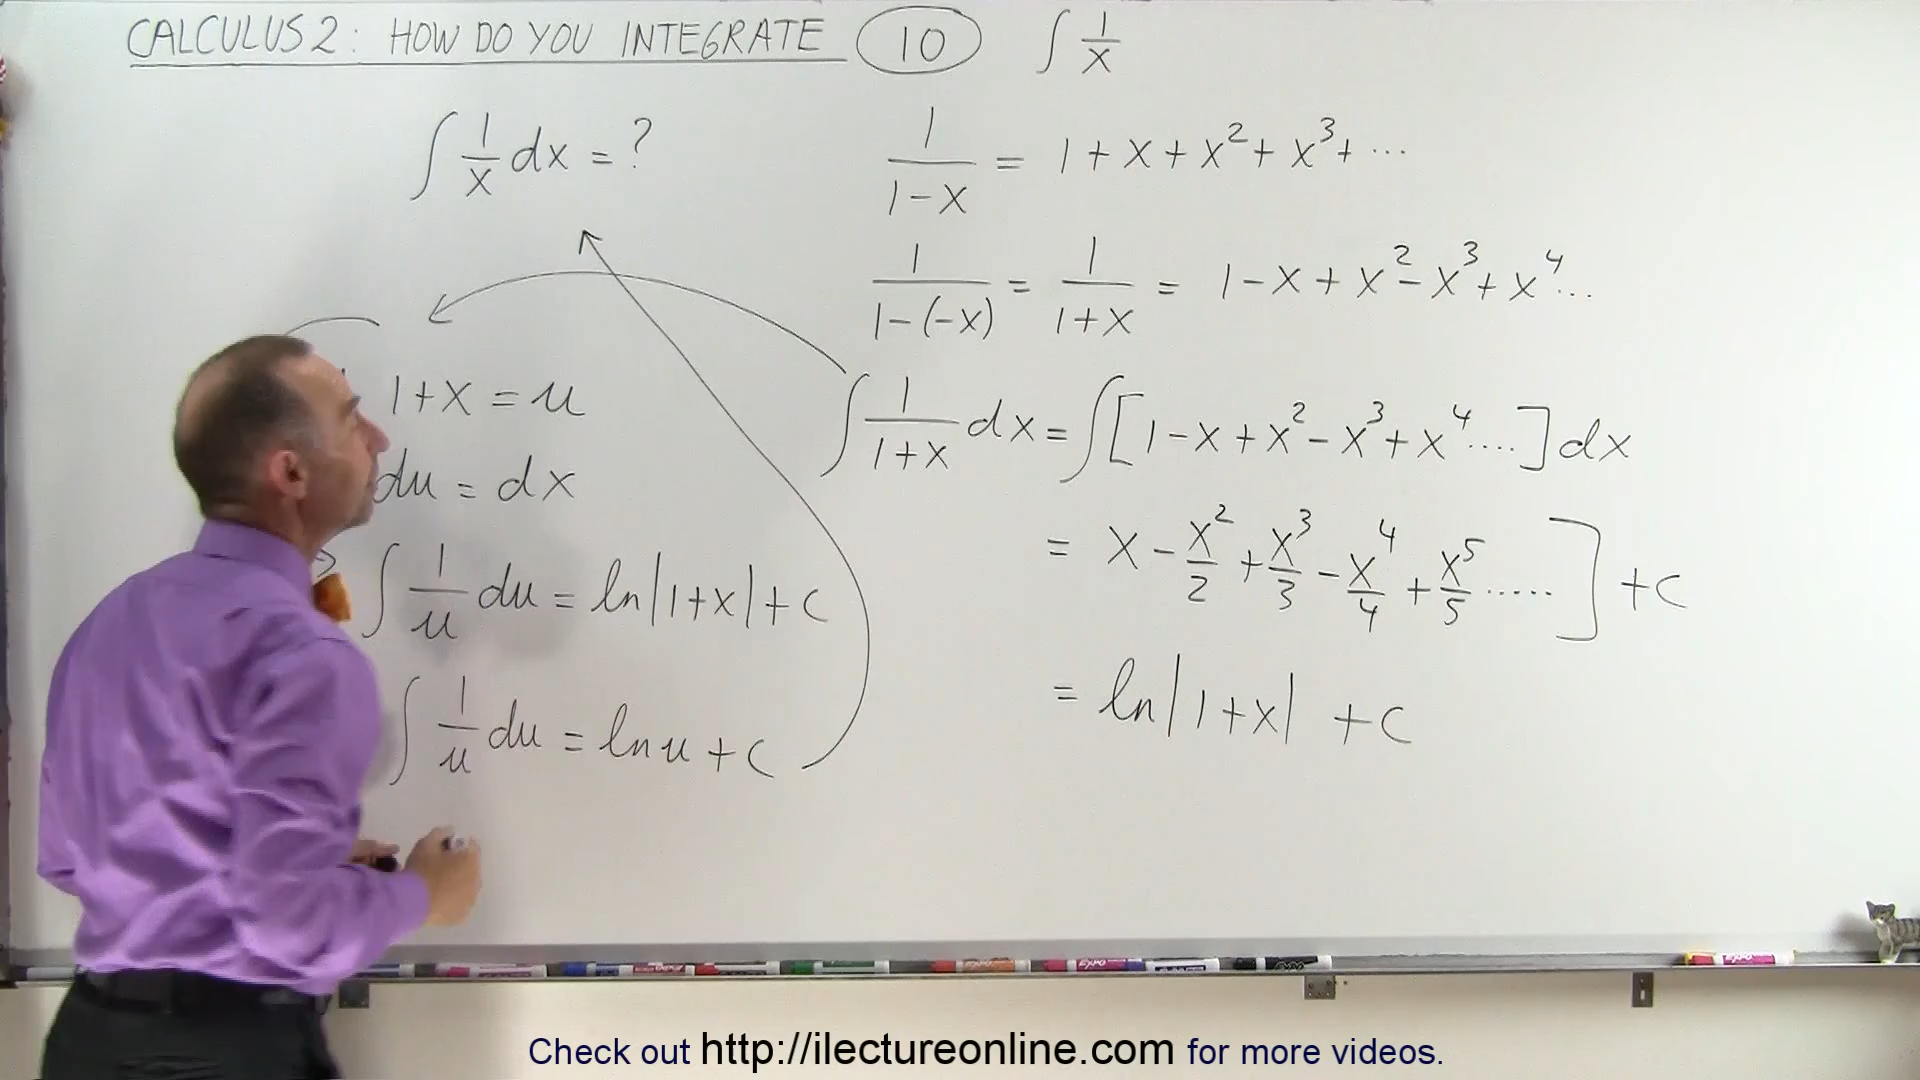 CALCULUS 2: HOW DO YOU INTEGRATE 10 ∫ 1/x
∫ 1/x dx = ?
1+x = u
du = dx
∫ 1/u du = ln|1+x| + c
∫ 1/u du = ln u + c
1/(1-x) = 1 + x + x² + x³ + ...
1/(1-(-x)) = 1/(1+x) = 1 - x + x² - x³ + x⁴ ...
∫ 1/(1+x) dx = ∫ [1 - x + x² - x³ + x⁴ ....] dx
= x - x²/2 + x³/3 - x⁴/4 + x⁵/5 ..... ] + c
= ln|1+x| + c
EXPO
Check out http://ilectureonline.com for more videos.